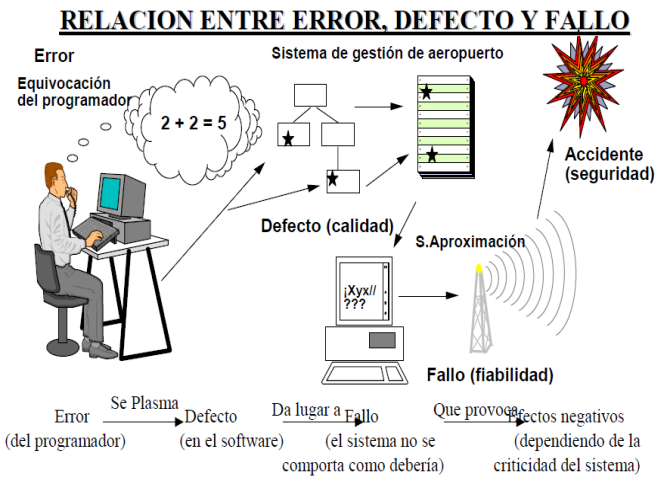 RELACION ENTRE ERROR, DEFECTO Y FALLO
Error
Equivocación
del programador
2 + 2 = 5
Sistema de gestión de aeropuerto
Accidente
(seguridad)
Defecto (calidad)
S.Aproximación
¡Xyx//
???
Fallo (fiabilidad)
Error
(del programador)
Se Plasma
Defecto
(en el software)
Da lugar a
Fallo
(el sistema no se
comporta como debería)
Que provoca
Efectos negativos
(dependiendo de la
criticidad del sistema)